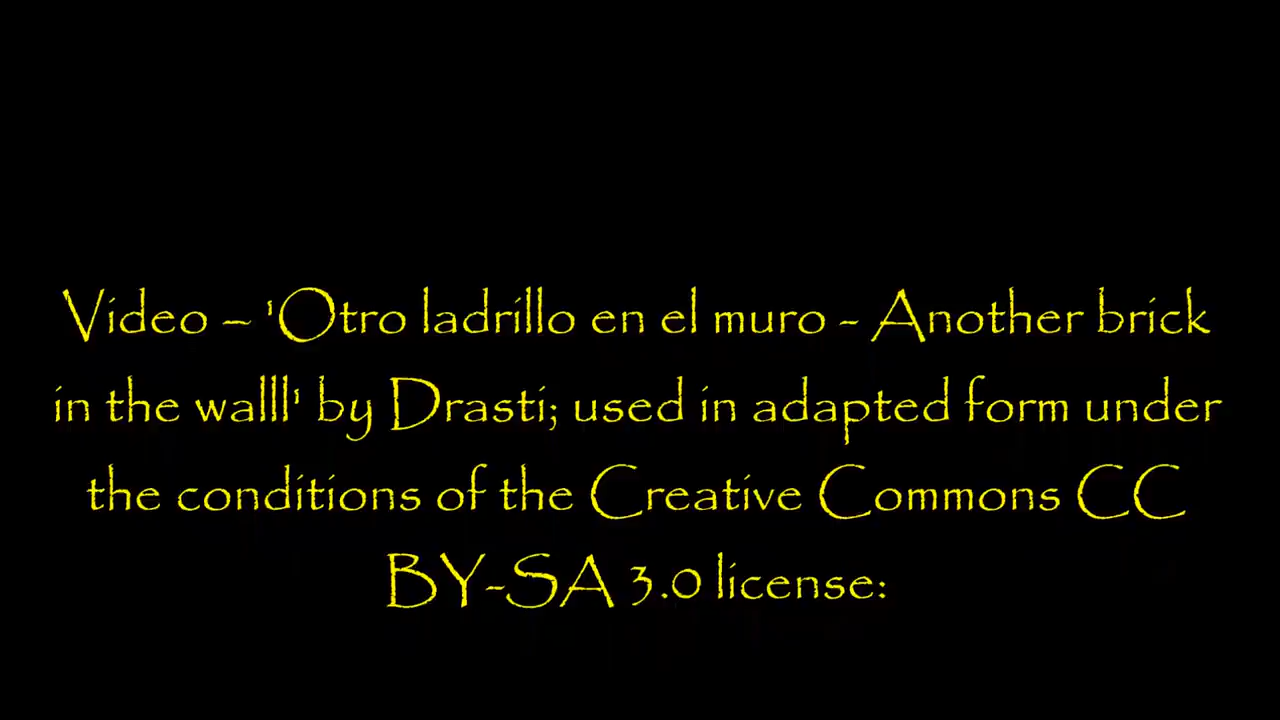 Video – 'Otro ladrillo en el muro - Another brick
in the walll' by Drasti; used in adapted form under
the conditions of the Creative Commons CC
BY-SA 3.0 license: